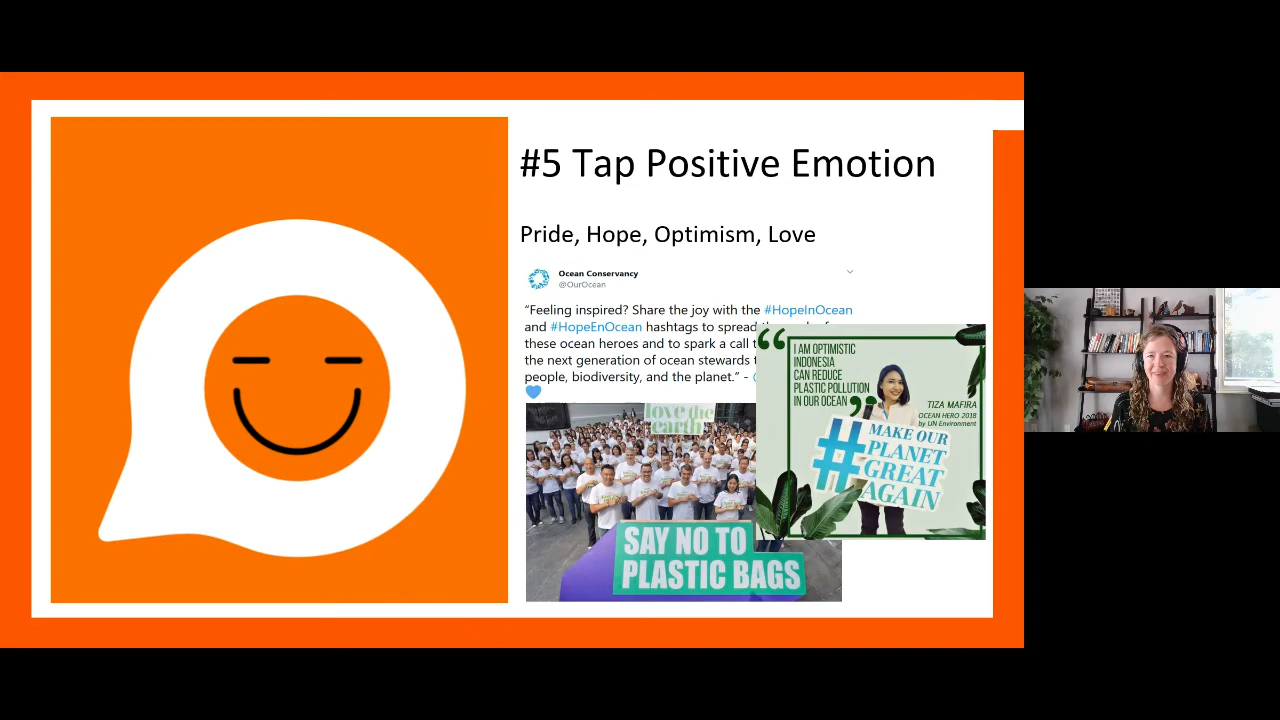 #5 Tap Positive Emotion
Pride, Hope, Optimism, Love
Ocean Conservancy
@OurOcean
“Feeling inspired? Share the joy with the #HopeInOcean
and #HopeEnOcean hashtags to spread
these ocean heroes and to spark a call
the next generation of ocean stewards
people, biodiversity, and the planet.” -
love the
earth
SAY NO TO
PLASTIC BAGS
“I AM OPTIMISTIC
INDONESIA
CAN REDUCE
PLASTIC POLLUTION
IN OUR OCEAN”
TIZA MAFIRA
OCEAN HERO 2018
by UN Environment
# MAKE OUR
PLANET
GREAT
AGAIN